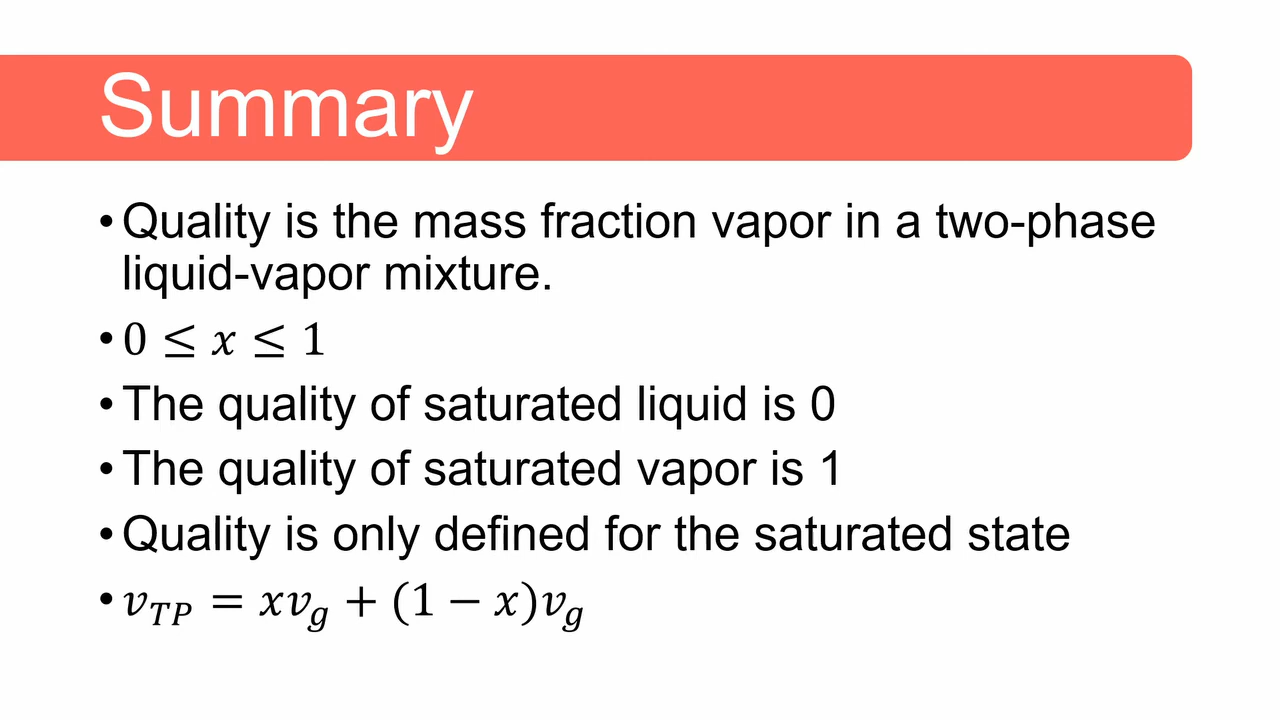 Summary
• Quality is the mass fraction vapor in a two-phase
liquid-vapor mixture.
• 0 ≤ x ≤ 1
• The quality of saturated liquid is 0
• The quality of saturated vapor is 1
• Quality is only defined for the saturated state
• v_{TP} = xv_g + (1 − x)v_g